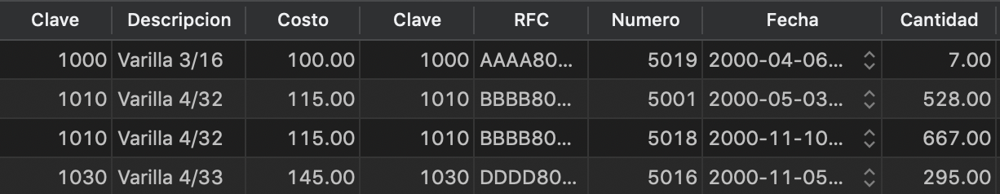 Clave Descripcion Costo Clave RFC Numero Fecha Cantidad
1000 Varilla 3/16 100.00 1000 AAAA80... 5019 2000-04-06... 7.00
1010 Varilla 4/32 115.00 1010 BBBB80... 5001 2000-05-03... 528.00
1010 Varilla 4/32 115.00 1010 BBBB80... 5018 2000-11-10... 667.00
1030 Varilla 4/33 145.00 1030 DDDD80... 5016 2000-11-05... 295.00